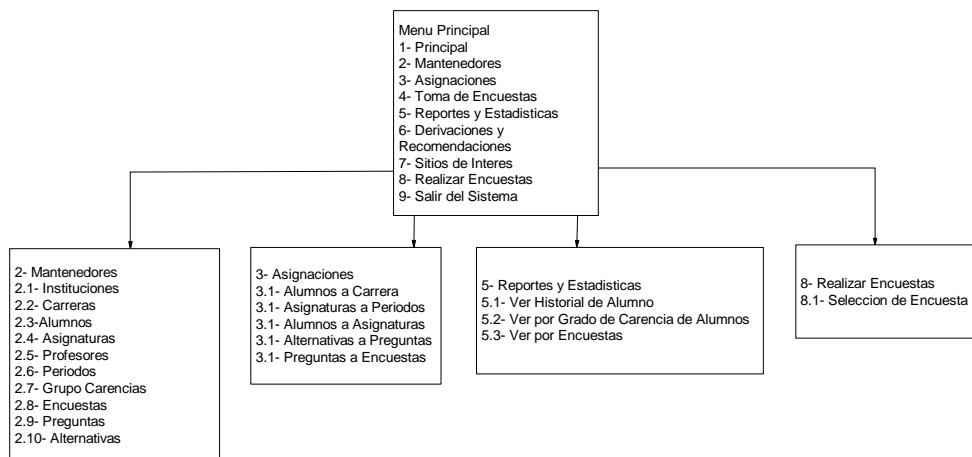 Menu Principal
1- Principal
2- Mantenedores
3- Asignaciones
4- Toma de Encuestas
5- Reportes y Estadisticas
6- Derivaciones y
Recomendaciones
7- Sitios de Interes
8- Realizar Encuestas
9- Salir del Sistema
2- Mantenedores
2.1- Instituciones
2.2- Carreras
2.3-Alumnos
2.4- Asignaturas
2.5- Profesores
2.6- Periodos
2.7- Grupo Carencias
2.8- Encuestas
2.9- Preguntas
2.10- Alternativas
3- Asignaciones
3.1- Alumnos a Carrera
3.1- Asignaturas a Periodos
3.1- Alumnos a Asignaturas
3.1- Alternativas a Preguntas
3.1- Preguntas a Encuestas
5- Reportes y Estadisticas
5.1- Ver Historial de Alumno
5.2- Ver por Grado de Carencia de Alumnos
5.3- Ver por Encuestas
8- Realizar Encuestas
8.1- Seleccion de Encuesta